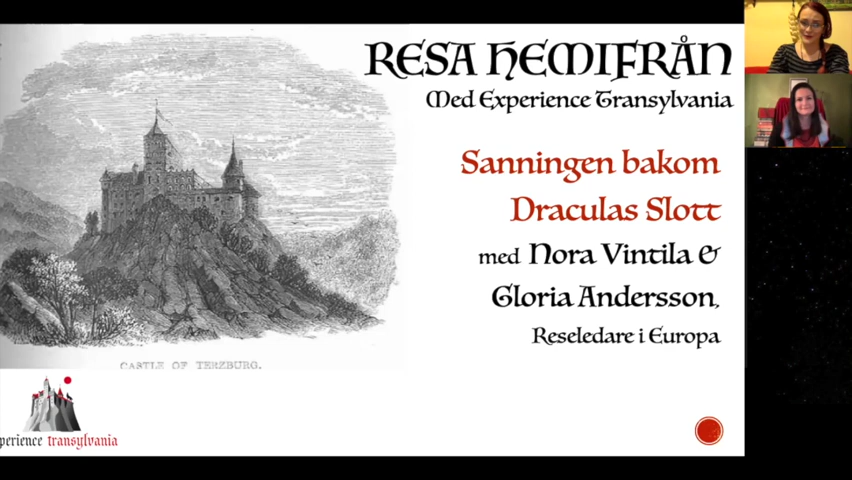 RESA HEMIFRÅN
Med Experience Transylvania
Sanningen bakom
Draculas Slott
med Nora Vintila &
Gloria Andersson,
Reseledare i Europa
CASTLE OF TERZBURG.
perience transylvania